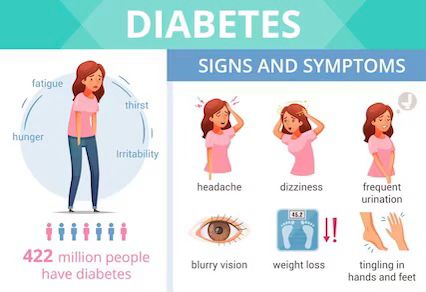 DIABETES
SIGNS AND SYMPTOMS
fatigue
thirst
hunger
Irritability
422 million people
have diabetes
headache
dizziness
frequent
urination
blurry vision
45.2
weight loss
!!
tingling in
hands and feet